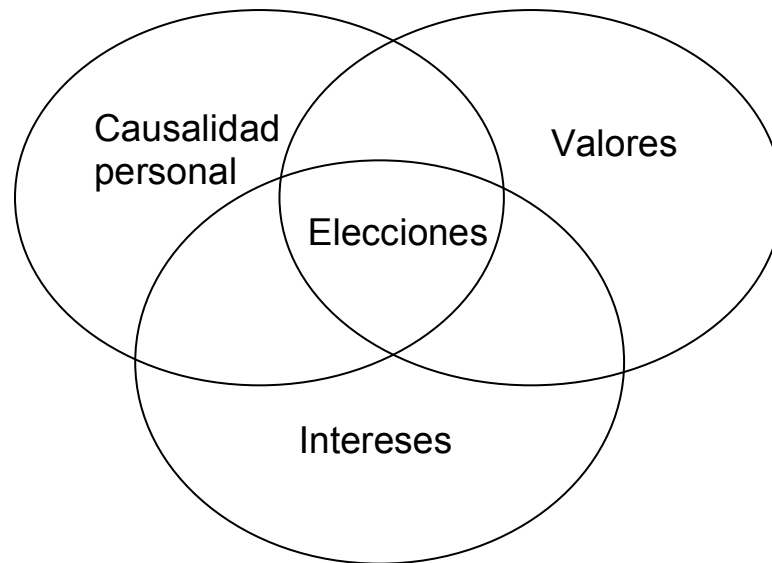 Causalidad
personal
Valores
Elecciones
Intereses